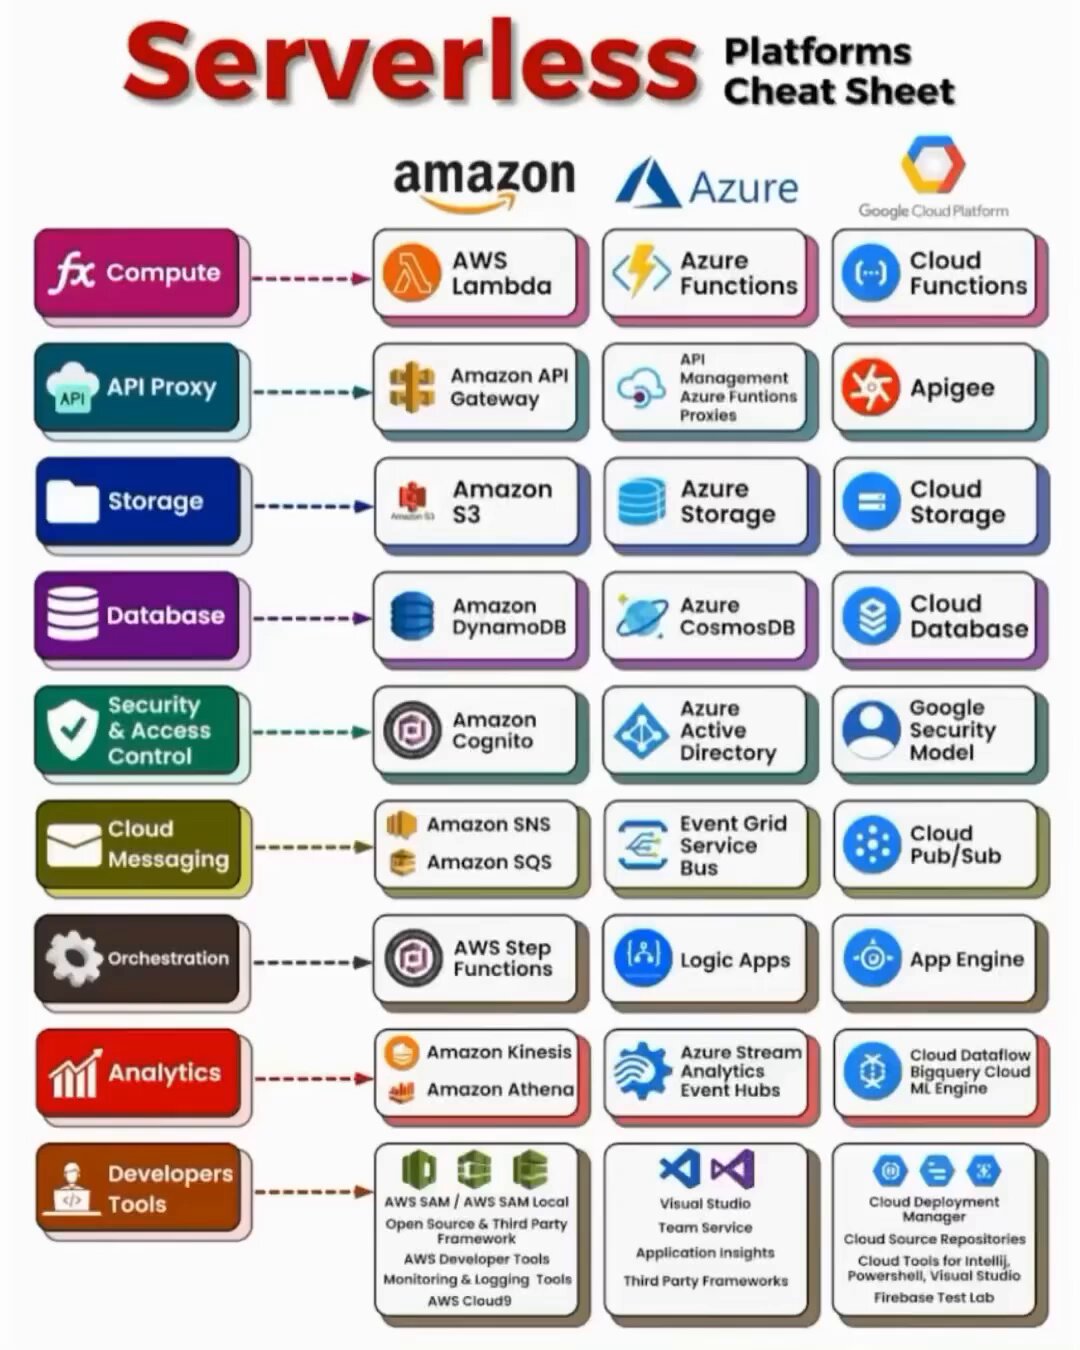 Serverless Platforms
Cheat Sheet
amazon
Azure
Google Cloud Platform
Compute
AWS
Lambda
Azure
Functions
Cloud
Functions
API
API Proxy
Amazon API
Gateway
API
Management
Azure Funtions
Proxies
Apigee
Storage
Amazon S3
Amazon
S3
Azure
Storage
Cloud
Storage
Database
Amazon
DynamoDB
Azure
CosmosDB
Cloud
Database
Security
& Access
Control
Amazon
Cognito
Azure
Active
Directory
Google
Security
Model
Cloud
Messaging
Amazon SNS
Amazon SQS
Event Grid
Service
Bus
Cloud
Pub/Sub
Orchestration
AWS Step
Functions
Logic Apps
App Engine
Analytics
Amazon Kinesis
Amazon Athena
Azure Stream
Analytics
Event Hubs
Cloud Dataflow
Bigquery Cloud
ML Engine
Developers
Tools
AWS SAM / AWS SAM Local
Open Source & Third Party
Framework
AWS Developer Tools
Monitoring & Logging Tools
AWS Cloud9
Visual Studio
Team Service
Application Insights
Third Party Frameworks
Cloud Deployment
Manager
Cloud Source Repositories
Cloud Tools for Intellij,
Powershell, Visual Studio
Firebase Test Lab